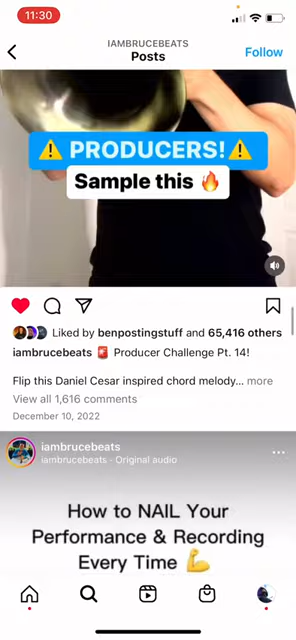 11:30
IAMBRUCEBEATS
Posts
Follow
⚠️ PRODUCERS!⚠️
Sample this 🔥
Liked by benpostingstuff and 65,416 others
iambrucebeats 🚨 Producer Challenge Pt. 14!
Flip this Daniel Cesar inspired chord melody... more
View all 1,616 comments
December 10, 2022
iambrucebeats
iambrucebeats - Original audio
How to NAIL Your
Performance & Recording
Every Time 💪